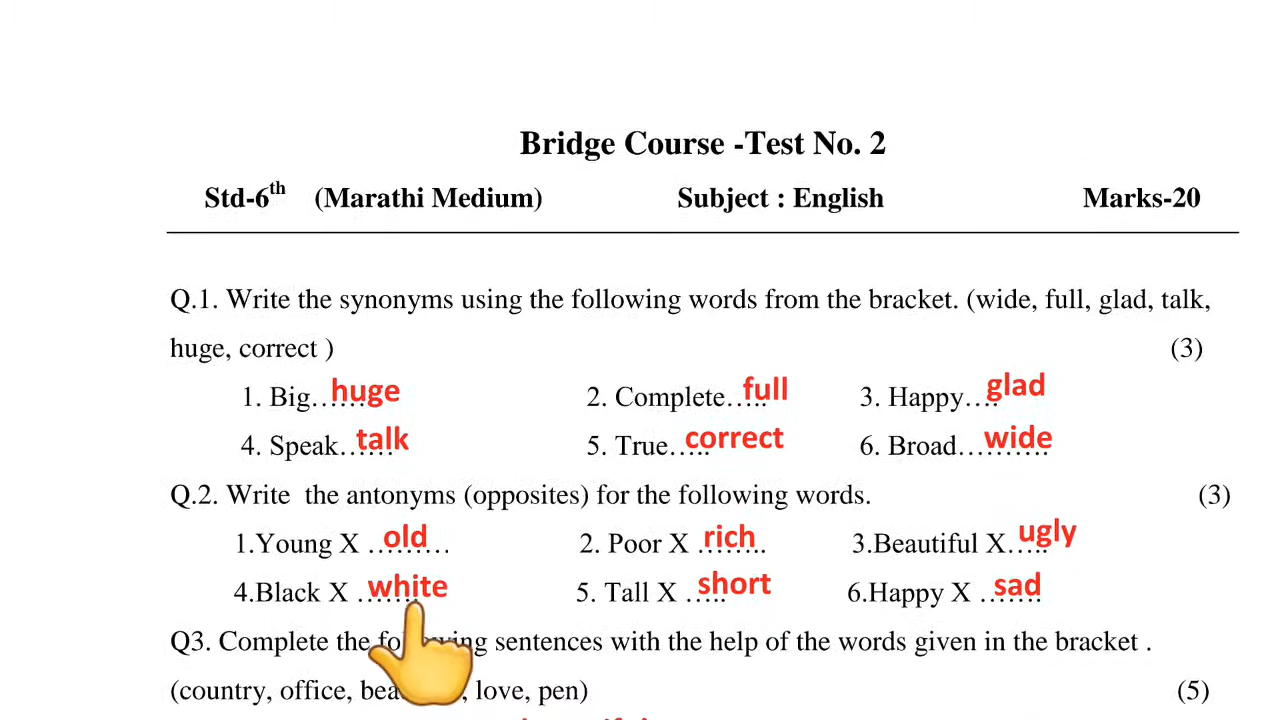 Bridge Course -Test No. 2
Std-6th (Marathi Medium) Subject : English Marks-20
Q.1. Write the synonyms using the following words from the bracket. (wide, full, glad, talk,
huge, correct ) (3)
1. Big……huge 2. Complete…..full 3. Happy….glad
4. Speak……talk 5. True…..correct 6. Broad……….wide
Q.2. Write the antonyms (opposites) for the following words. (3)
1.Young X ………old 2. Poor X ……..rich 3.Beautiful X…..ugly
4.Black X …….white 5. Tall X …..short 6.Happy X …….sad
Q3. Complete the sentences with the help of the words given in the bracket .
(country, office, love, pen) (5)